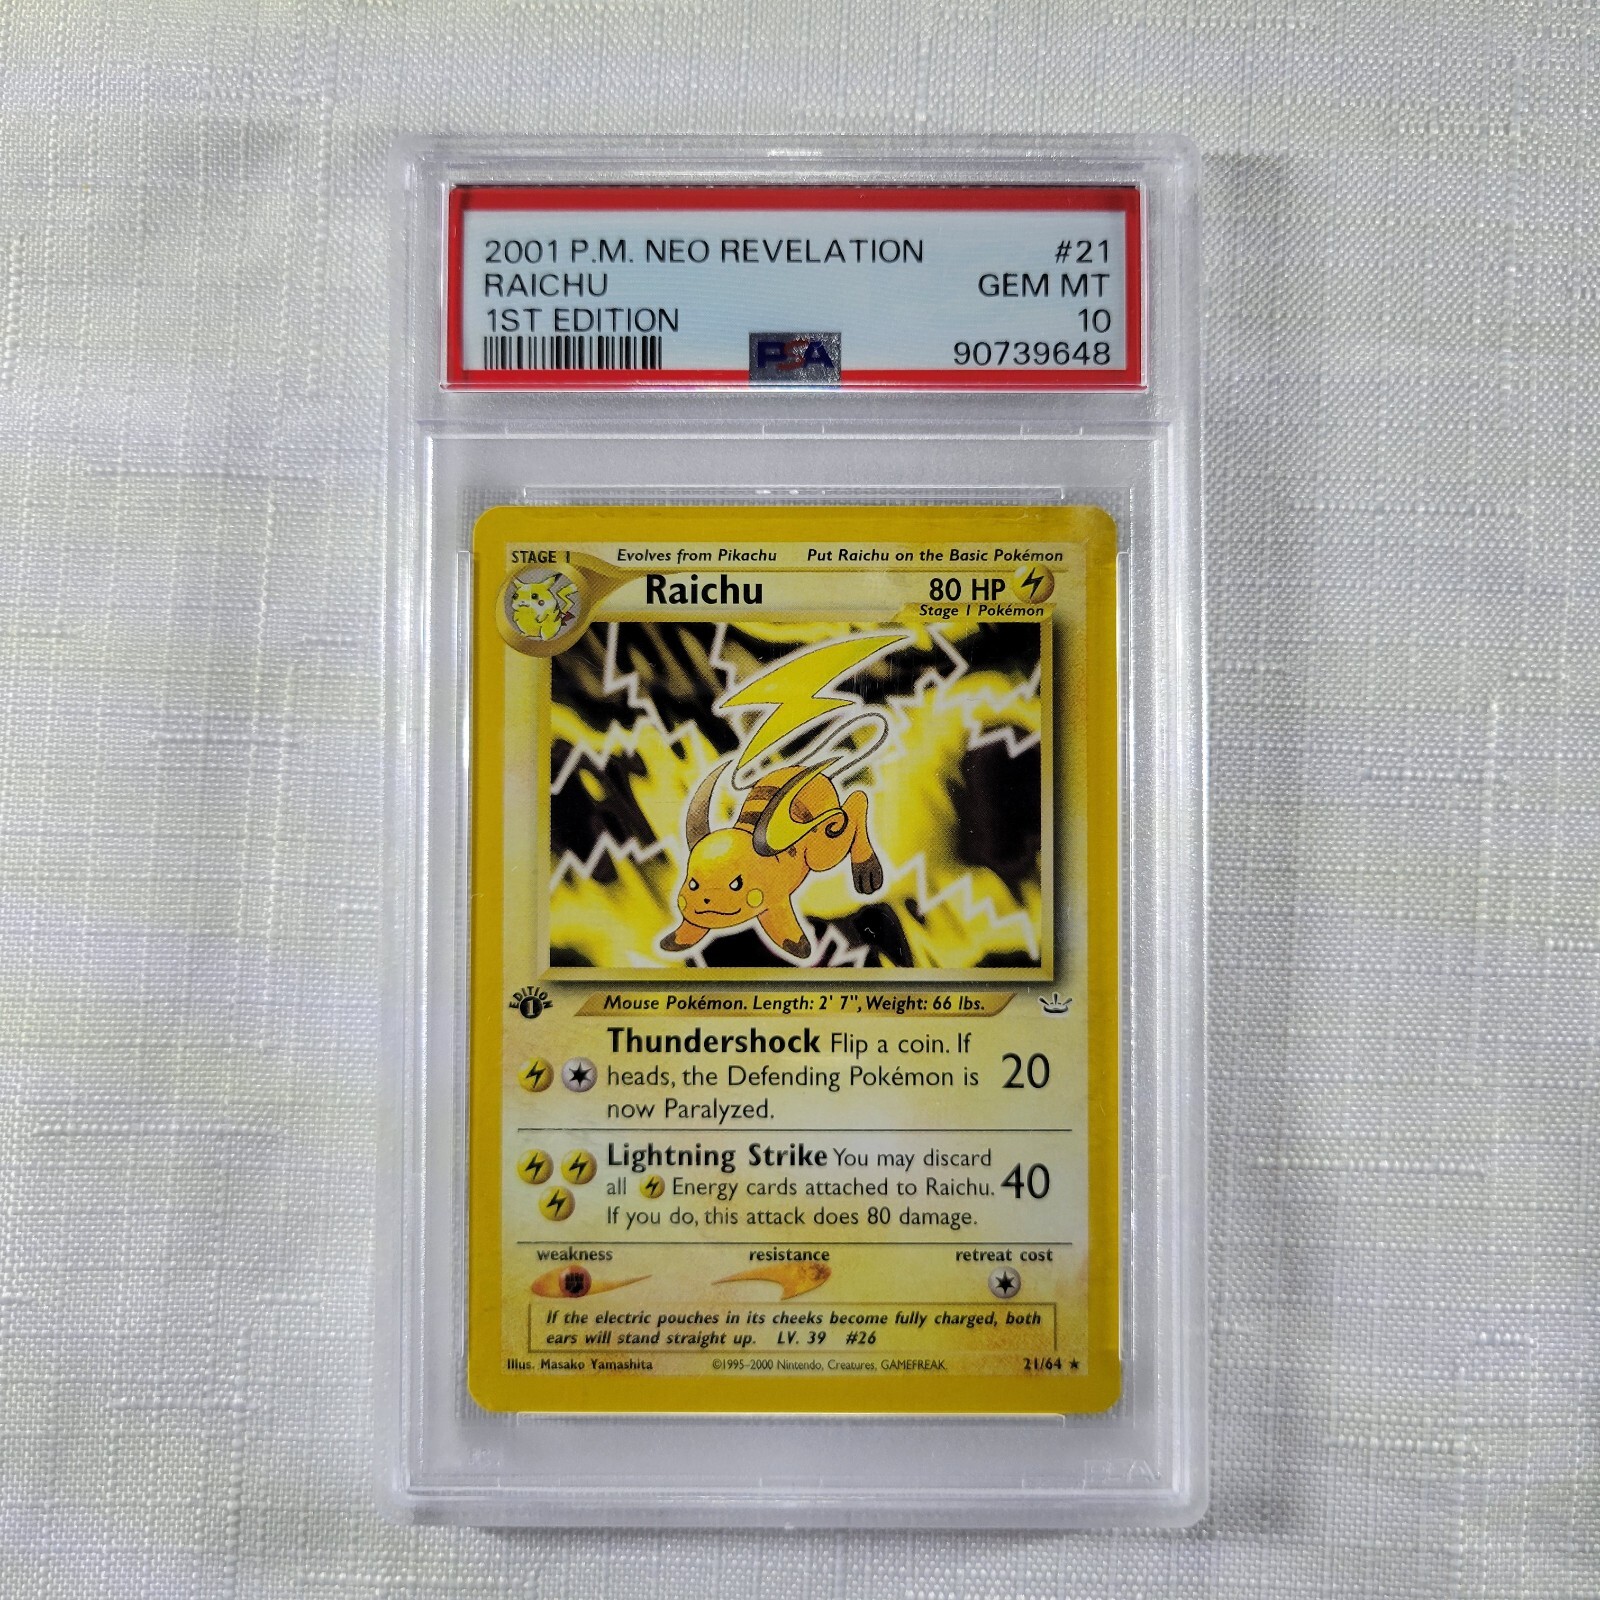 2001 P.M. NEO REVELATION #21
RAICHU GEM MT
1ST EDITION 10
PSA 90739648
STAGE 1 Evolves from Pikachu Put Raichu on the Basic Pokémon
Raichu 80 HP
Stage 1 Pokémon
EDITION 1
Mouse Pokémon. Length: 2' 7", Weight: 66 lbs.
Thundershock Flip a coin. If
heads, the Defending Pokémon is 20
now Paralyzed.
Lightning Strike You may discard
all Energy cards attached to Raichu. 40
If you do, this attack does 80 damage.
weakness resistance retreat cost
If the electric pouches in its cheeks become fully charged, both
ears will stand straight up. LV. 39 #26
Illus. Masako Yamashita ©1995-2000 Nintendo, Creatures, GAMEFREAK. 21/64 ★
PSA